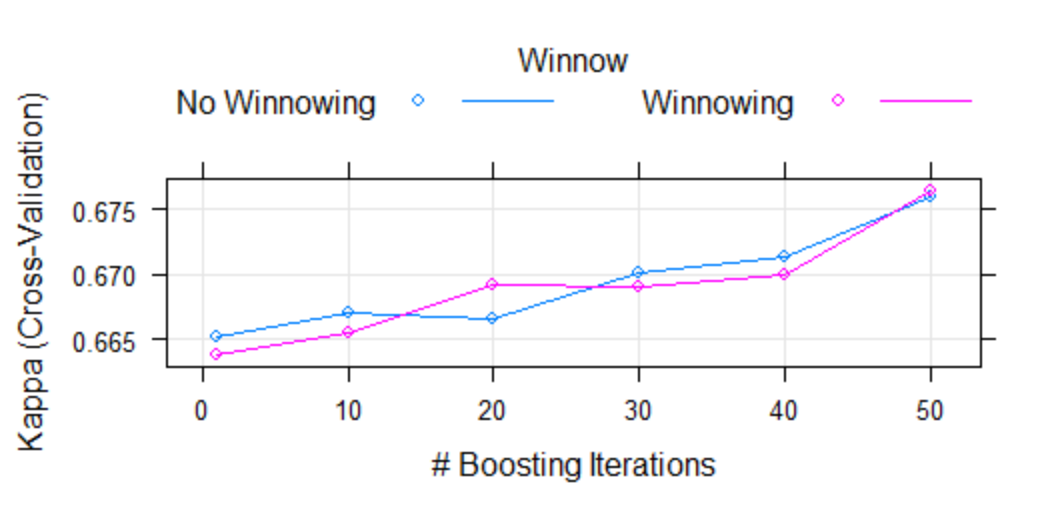 Winnow
No Winnowing
Winnowing
Kappa (Cross-Validation)
0.675
0.670
0.665
0 10 20 30 40 50
# Boosting Iterations